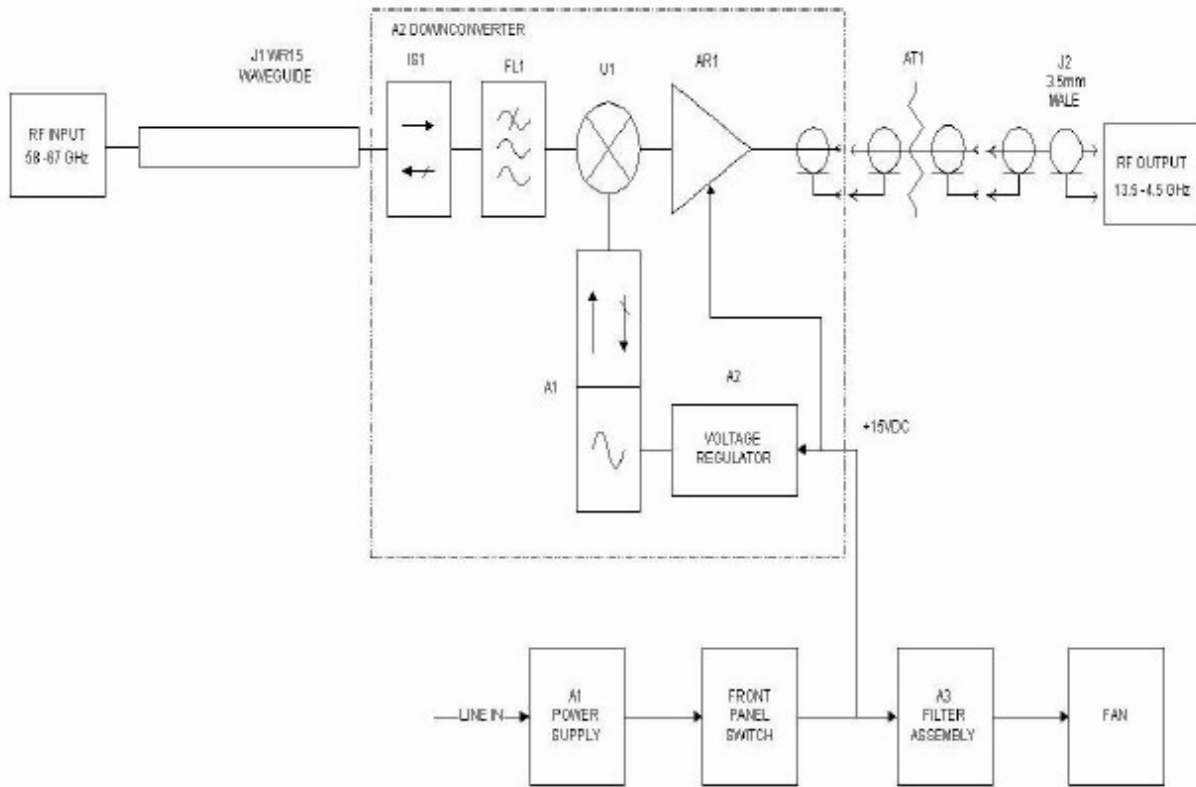 A2 DOWNCONVERTER
J1 WR15
WAVEGUIDE
IS1
FL1
U1
AR1
AT1
J2
3.5mm
MALE
RF INPUT
58 -67 GHz
RF OUTPUT
13.5 -4.5 GHz
A1
A2
VOLTAGE
REGULATOR
+15VDC
LINE IN
A1
POWER
SUPPLY
FRONT
PANEL
SWITCH
A3
FILTER
ASSEMBLY
FAN